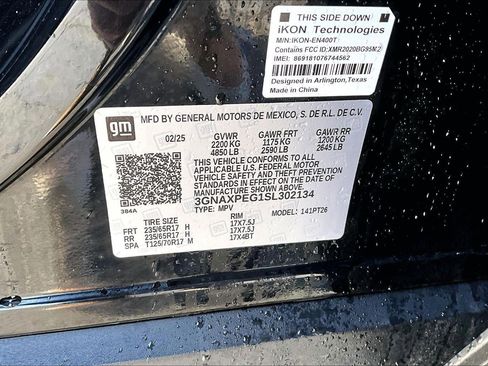 THIS SIDE DOWN
iKON Technologies
M/N:IKON-EN400T
Contains FCC ID:XMR2020BG95M2
IMEI: 869181076744562
Designed in Arlington,Texas
Made in China
gm
MFD BY GENERAL MOTORS DE MEXICO, S. DE R.L. DE C.V.
02/25 GVWR GAWR FRT GAWR RR
2200 KG 1175 KG 1200 KG
4850 LB 2590 LB 2645 LB
THIS VEHICLE CONFORMS TO ALL
APPLICABLE U.S. FEDERAL MOTOR
VEHICLE SAFETY AND THEFT
PREVENTION STANDARDS IN EFFECT
ON THE DATE OF MANUFACTURE
SHOWN ABOVE.
3GNAXPEG1SL302134
TYPE: MPV MODEL: 141PT26
384A
TIRE SIZE RIM
FRT 235/65R17 H 17X7.5J
RR 235/65R17 H 17X7.5J
SPA T125/70R17 M 17X4BT